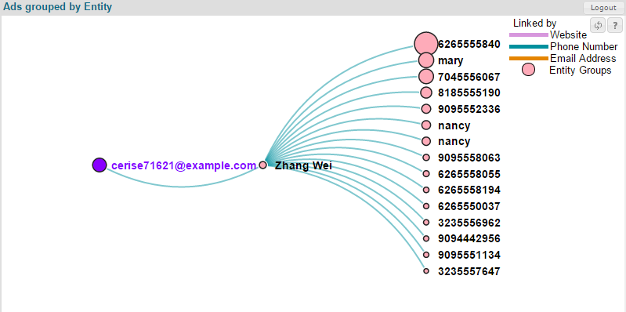 Ads grouped by Entity
Logout
Linked by
Website
Phone Number
Email Address
Entity Groups
?
6265555840
mary
7045556067
8185555190
9095552336
nancy
nancy
9095558063
cerise71621@example.com
Zhang Wei
6265558055
6265558194
6265550037
3235556962
9094442956
9095551134
3235557647